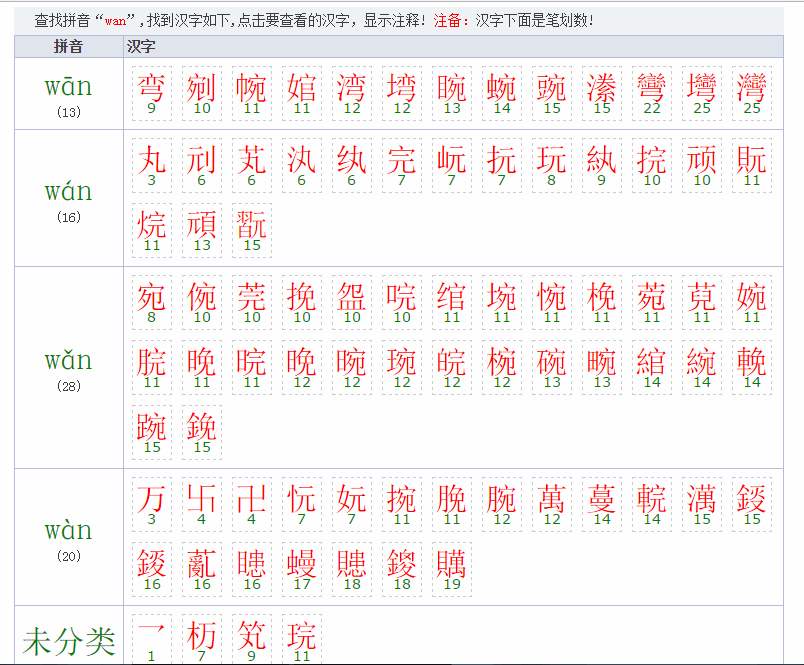 查找拼音“wan”,找到汉字如下,点击要查看的汉字，显示注释！注备：汉字下面是笔划数！
拼音 汉字
wān
(13)
弯 剜 帵 婠 湾 塆 睕 蜿 豌 潫 彎 壪 灣
9 10 11 11 12 12 13 14 15 15 22 25 25
wán
(16)
丸 刓 芄 汍 纨 完 岏 抏 玩 紈 捖 顽 貦
3 6 6 6 6 7 7 7 8 9 10 10 11
烷 頑 翫
11 13 15
wǎn
(28)
宛 倇 莞 挽 盌 唍 绾 埦 惋 梚 菀 萖 婉
8 10 10 10 10 10 11 11 11 11 11 11 11
脘 晚 晥 晩 晼 琬 皖 椀 碗 畹 綰 綩 輓
11 11 11 12 12 12 12 12 13 13 14 14 14
踠 鋔
15 15
wàn
(20)
万 卐 卍 忨 妧 捥 脕 腕 萬 蔓 輐 澫 錽
3 4 4 7 7 11 11 12 12 14 14 15 15
薍
16 16 16 17 18 18 19
未分类
乛 杤 笂 琓
1 7 9 11